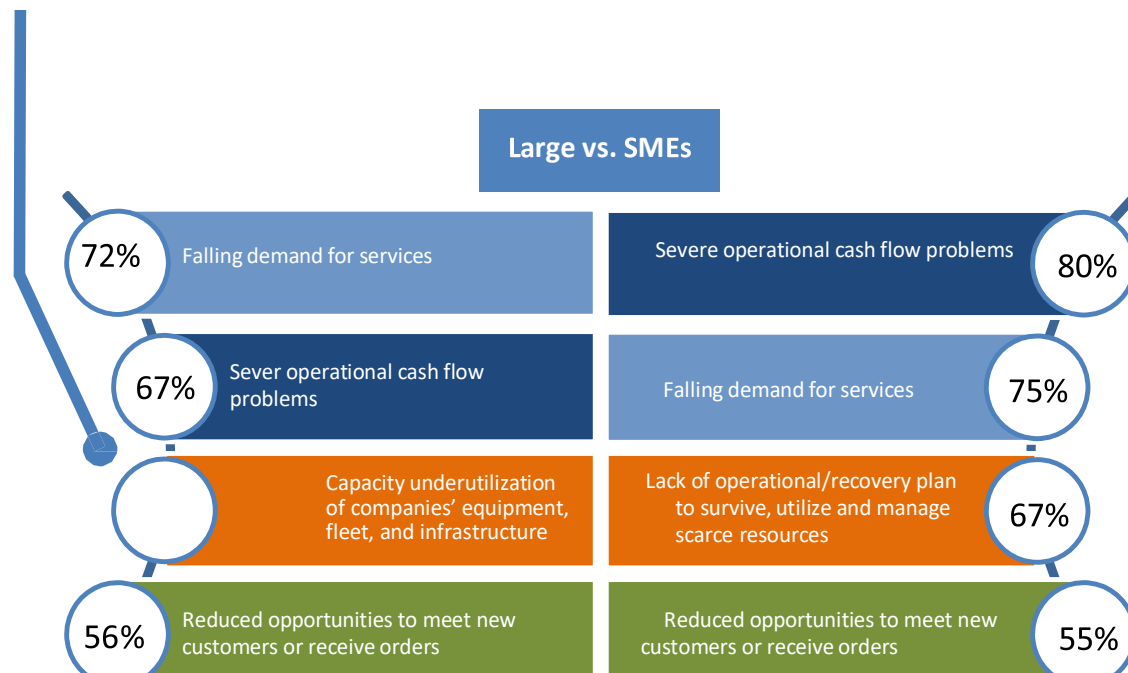 Large vs. SMEs
72%
Falling demand for services
Severe operational cash flow problems
80%
67%
Sever operational cash flow
problems
Falling demand for services
75%
Capacity underutilization
of companies’ equipment,
fleet, and infrastructure
Lack of operational/recovery plan
to survive, utilize and manage
scarce resources
67%
56%
Reduced opportunities to meet new
customers or receive orders
Reduced opportunities to meet new
customers or receive orders
55%